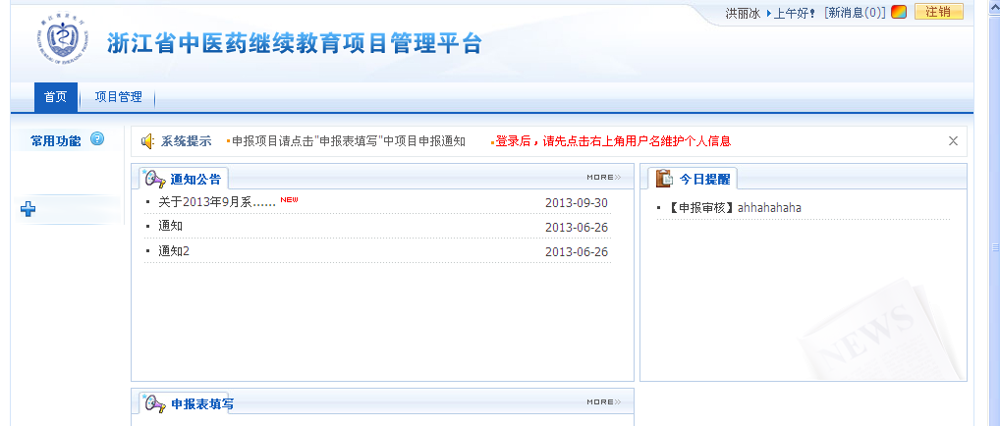 洪丽冰 上午好! [新消息(0)] 注销
浙江省中医药继续教育项目管理平台
首页 项目管理
常用功能
系统提示 申报项目请点击"申报表填写"中项目申报通知 登录后，请先点击右上角用户名维护个人信息
通知公告 MORE
关于2013年9月系...... NEW 2013-09-30
通知 2013-06-26
通知2 2013-06-26
今日提醒
【申报审核】ahhahahaha
NEWS
申报表填写 MORE